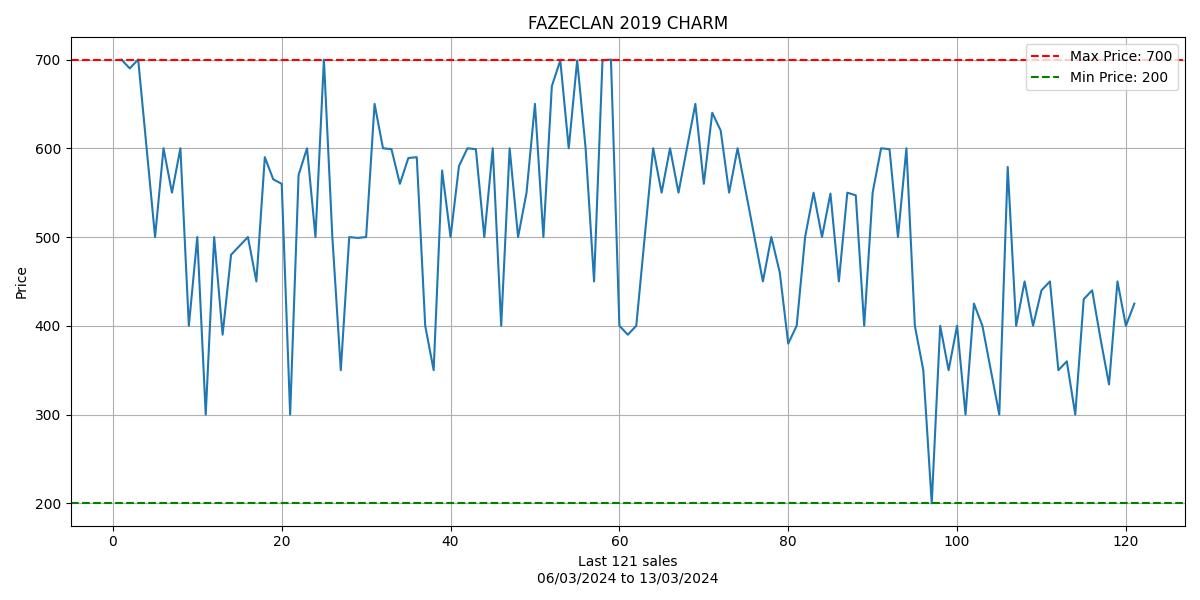 FAZECLAN 2019 CHARM
Max Price: 700
Min Price: 200
Price
700
600
500
400
300
200
0 20 40 60 80 100 120
Last 121 sales
06/03/2024 to 13/03/2024